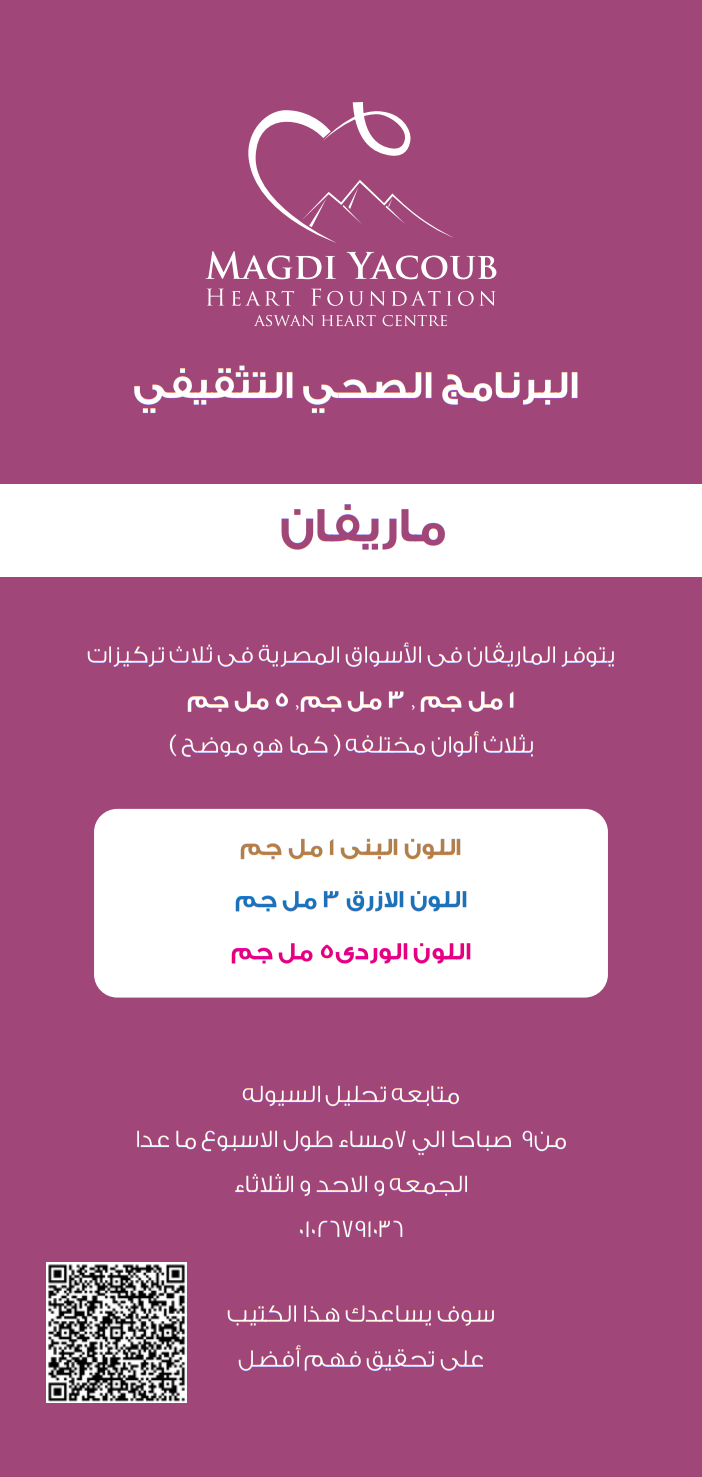 MAGDI YACOUB
HEART FOUNDATION
ASWAN HEART CENTRE
البرنامج الصحي التثقيفي
ماريفان
يتوفر الماريڤان فى الأسواق المصرية فى ثلاث تركيزات
١ مل جم , ٣ مل جم, ٥ مل جم
بثلاث ألوان مختلفه ( كما هو موضح )
اللون البنى ١ مل جم
اللون الازرق ٣ مل جم
اللون الوردى٥ مل جم
متابعه تحليل السيوله
من٩ صباحا الي ٧مساء طول الاسبوع ما عدا
الجمعه و الاحد و الثلاثاء
٠١٠٢٦٧٩١٠٣٦
سوف يساعدك هذا الكتيب
على تحقيق فهم أفضل